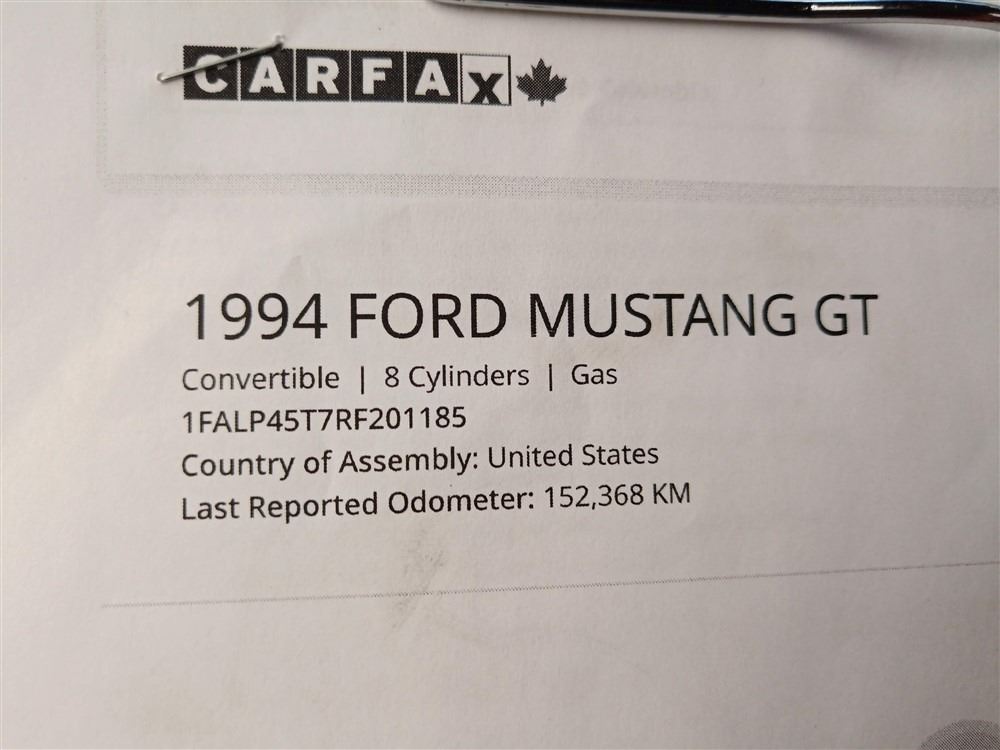 CARFAX
1994 FORD MUSTANG GT
Convertible | 8 Cylinders | Gas
1FALP45T7RF201185
Country of Assembly: United States
Last Reported Odometer: 152,368 KM